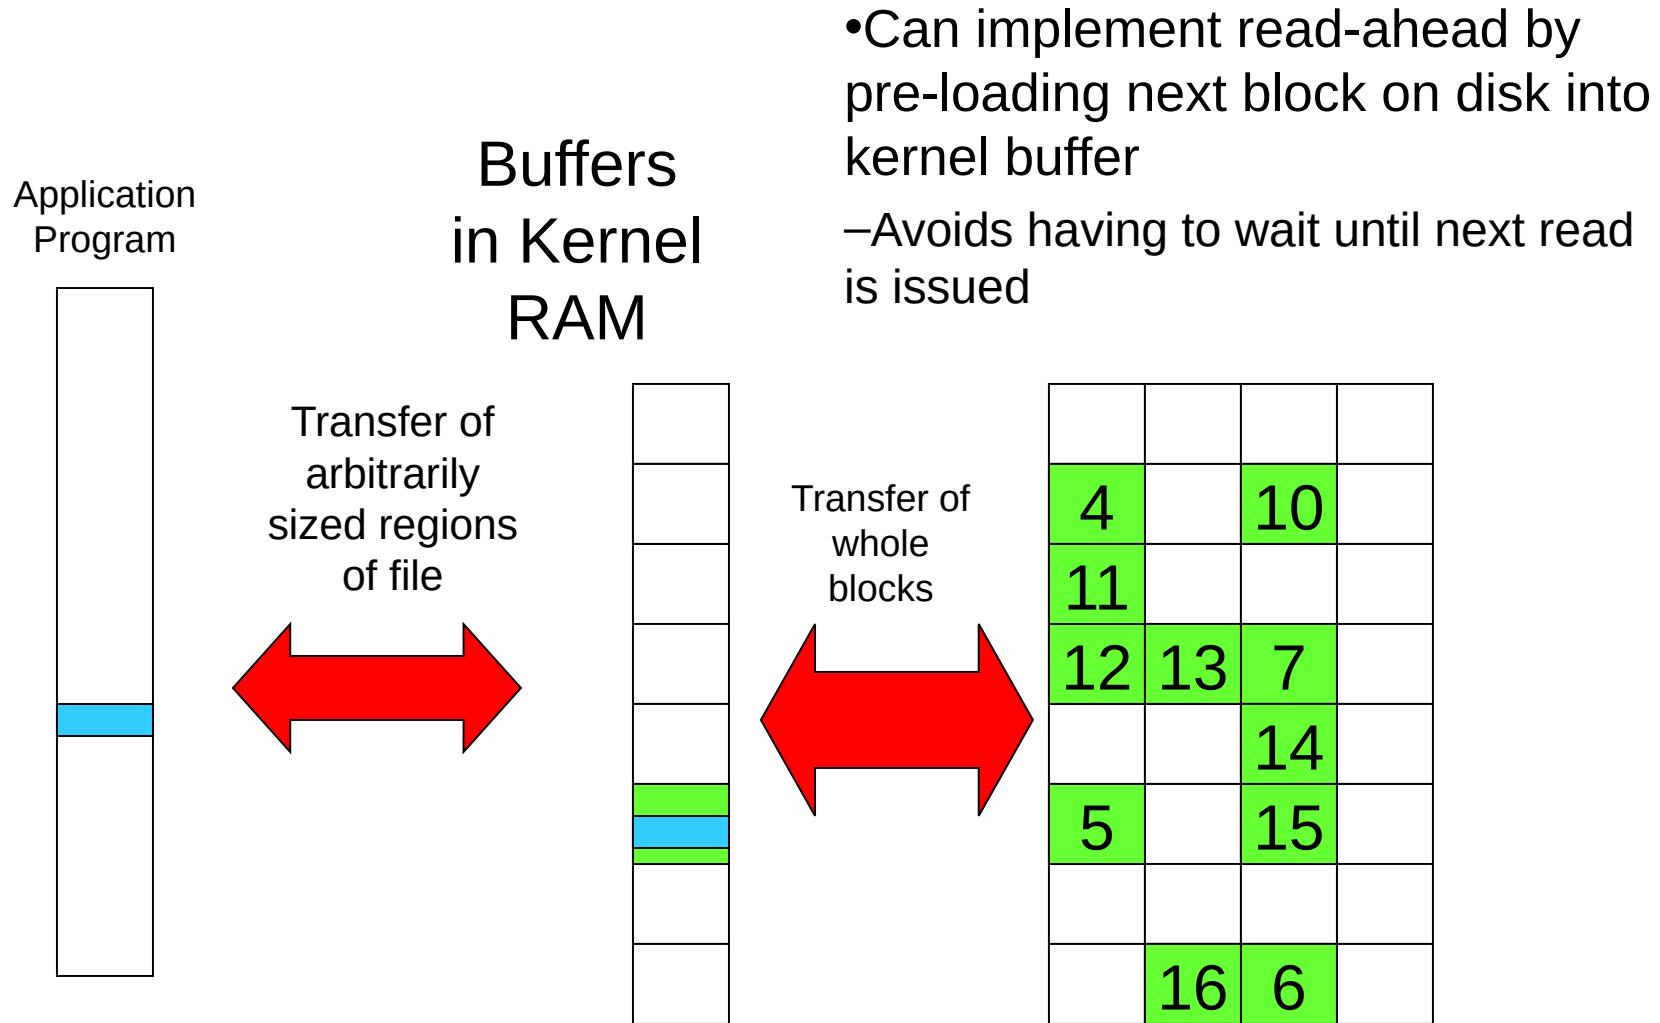 •Can implement read-ahead by
pre-loading next block on disk into
kernel buffer
–Avoids having to wait until next read
is issued
Buffers
in Kernel
RAM
Application
Program
Transfer of
arbitrarily
sized regions
of file
Transfer of
whole
blocks
4 10
11
12 13 7
14
5 15
16 6